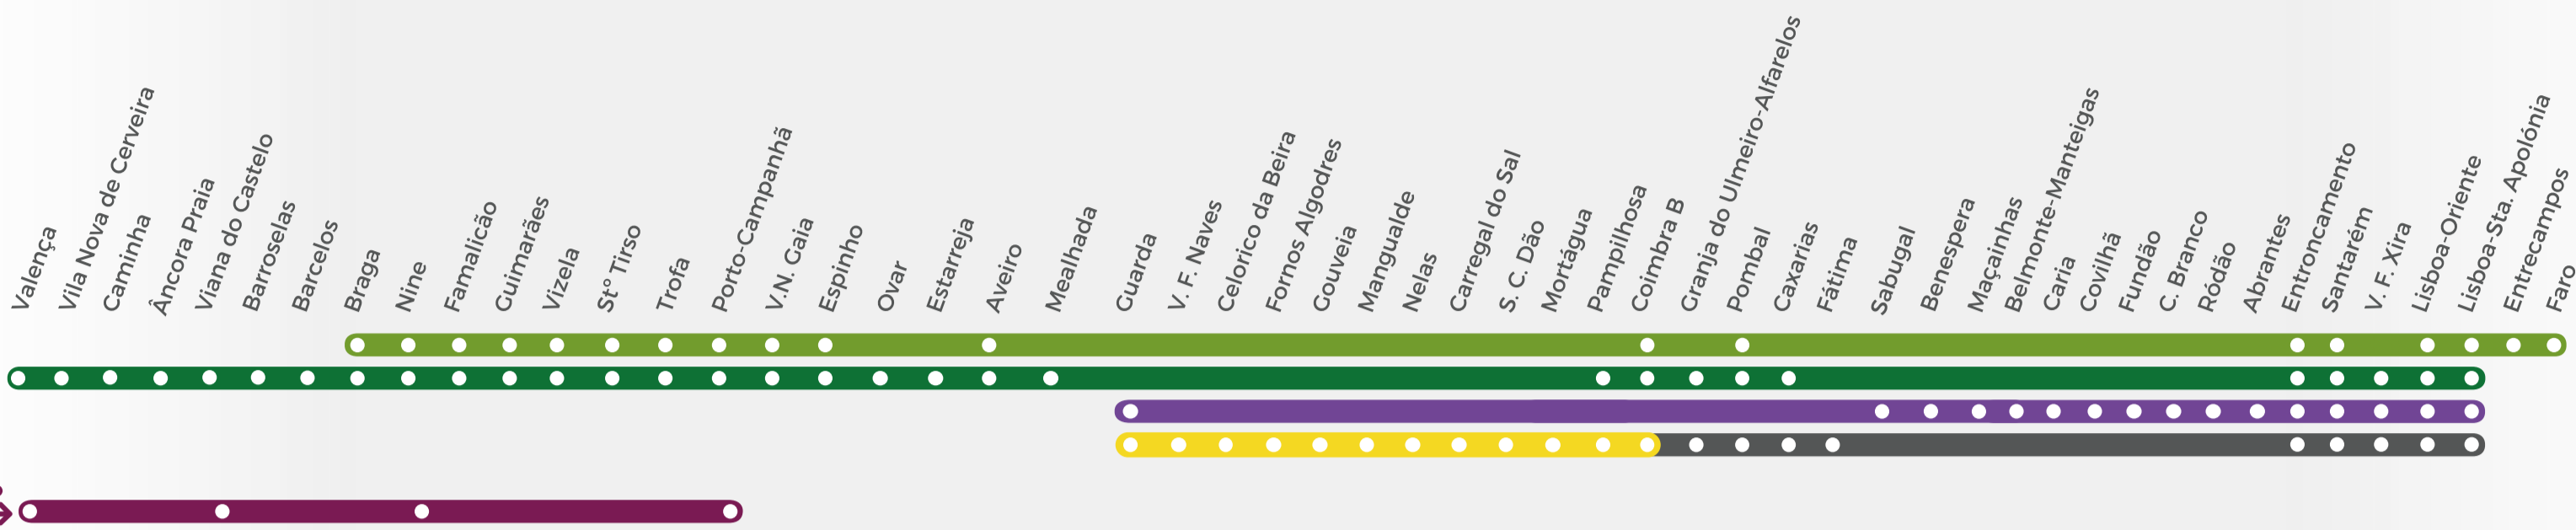 Valença
Vila Nova de Cerveira
Caminha
Âncora Praia
Viana do Castelo
Barroselas
Barcelos
Braga
Nine
Famalicão
Guimarães
Vizela
Stº Tirso
Trofa
Porto-Campanhã
V.N. Gaia
Espinho
Ovar
Estarreja
Aveiro
Mealhada
Guarda
V. F. Naves
Celorico da Beira
Fornos Algodres
Gouveia
Mangualde
Nelas
Carregal do Sal
S. C. Dão
Mortágua
Pampilhosa
Coimbra B
Granja do Ulmeiro-Alfarelos
Pombal
Caxarias
Fátima
Sabugal
Benespera
Maçainhas
Belmonte-Manteigas
Caria
Covilhã
Fundão
C. Branco
Ródão
Abrantes
Entroncamento
Santarém
V. F. Xira
Lisboa-Oriente
Lisboa-Sta. Apolónia
Entrecampos
Faro